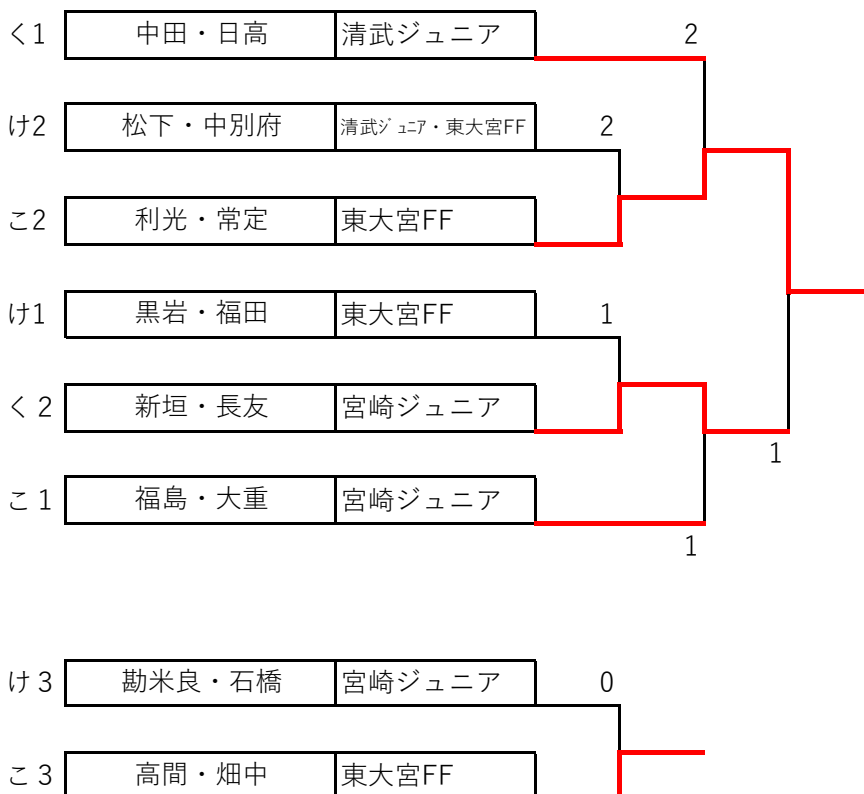 く1 中田・日高 清武ジュニア 2
け2 松下・中別府 清武ｼﾞｭﾆｱ・東大宮FF 2
こ2 利光・常定 東大宮FF
け1 黒岩・福田 東大宮FF 1
く２ 新垣・長友 宮崎ジュニア
1
こ１ 福島・大重 宮崎ジュニア
1
け３ 勘米良・石橋 宮崎ジュニア 0
こ３ 高間・畑中 東大宮FF